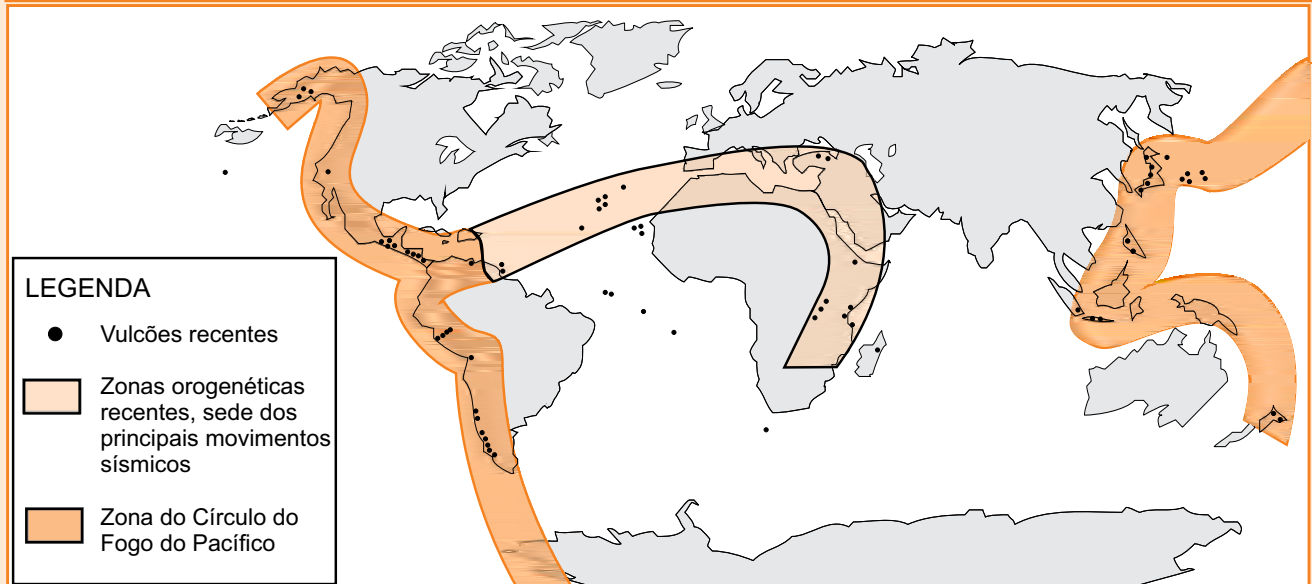 LEGENDA
Vulcões recentes
Zonas orogenéticas
recentes, sede dos
principais movimentos
sísmicos
Zona do Círculo do
Fogo do Pacífico